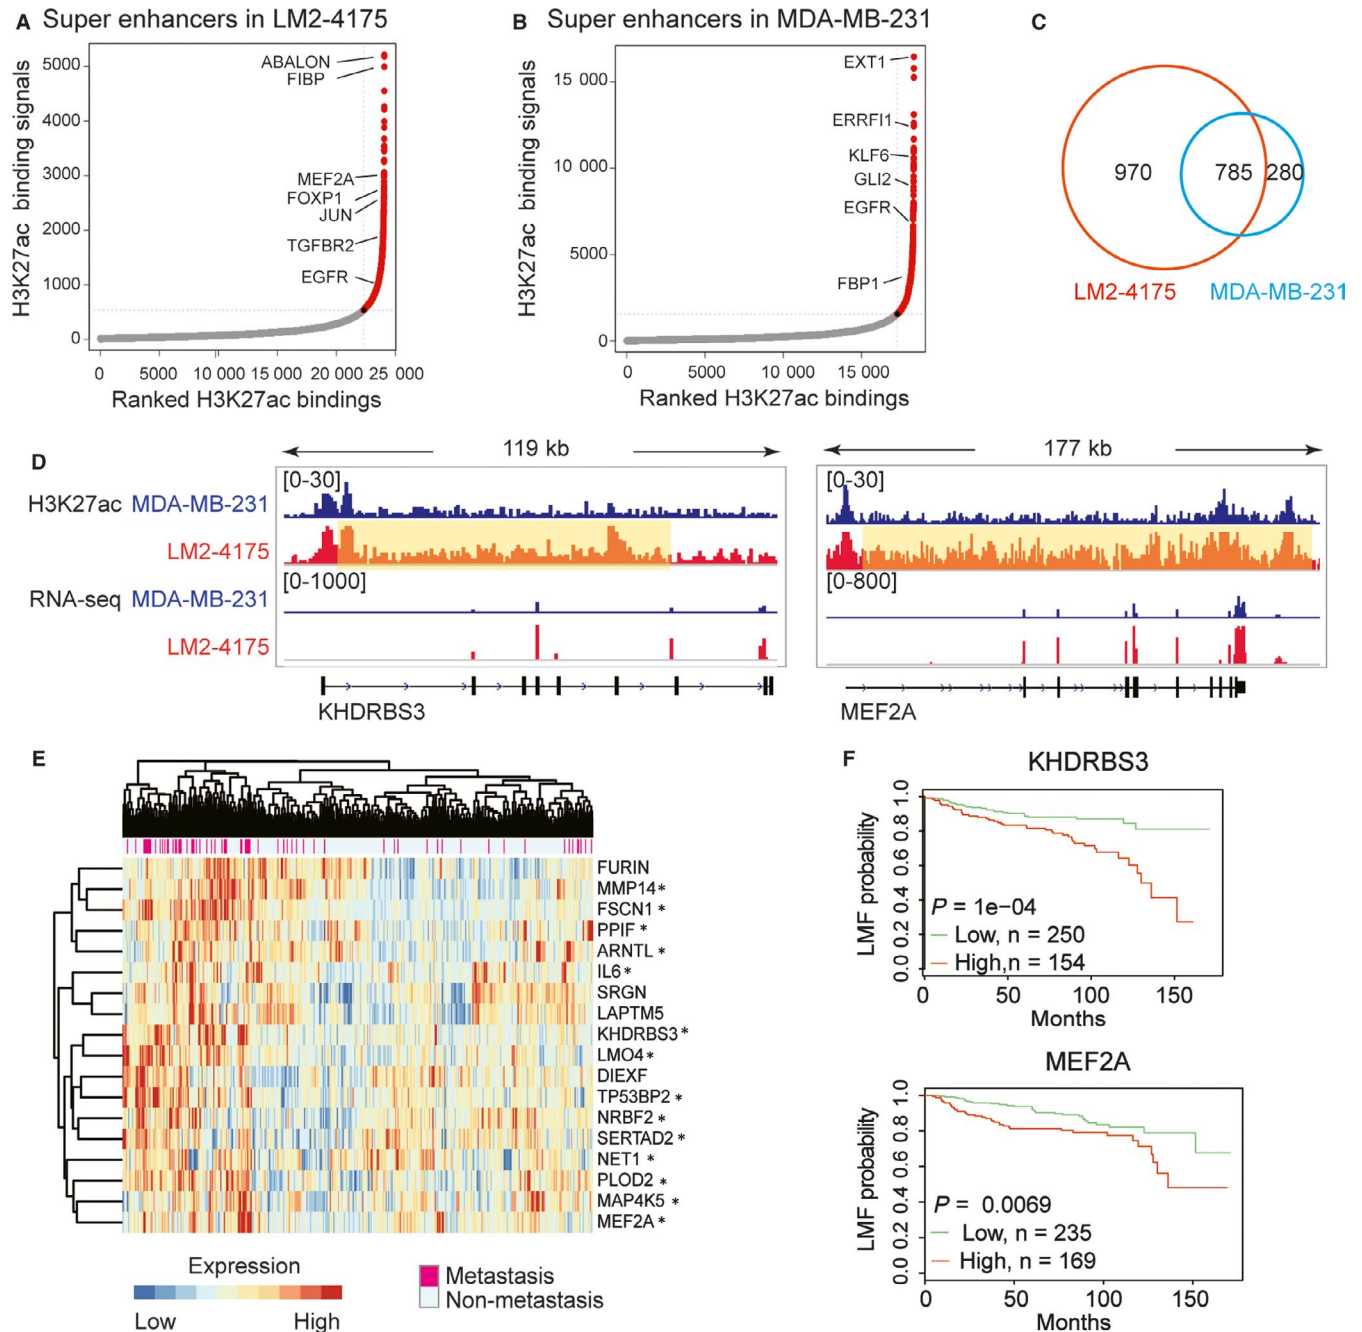 A Super enhancers in LM2-4175
H3K27ac binding signals
5000
4000
3000
2000
1000
0
ABALON
FIBP
MEF2A
FOXP1
JUN
TGFBR2
EGFR
0 5000 10 000 15 000 20 000 25 000
Ranked H3K27ac bindings
B Super enhancers in MDA-MB-231
H3K27ac binding signals
15 000
10 000
5000
0
EXT1
ERRFI1
KLF6
GLI2
EGFR
FBP1
0 5000 10 000 15 000
Ranked H3K27ac bindings
C
970 785 280
LM2-4175 MDA-MB-231
D
119 kb
177 kb
H3K27ac MDA-MB-231
LM2-4175
RNA-seq MDA-MB-231
LM2-4175
[0-30]
[0-1000]
KHDRBS3
[0-30]
[0-800]
MEF2A
E
FURIN
MMP14*
FSCN1 *
PPIF *
ARNTL *
IL6*
SRGN
LAPTM5
KHDRBS3*
LMO4*
DIEXF
TP53BP2 *
NRBF2 *
SERTAD2 *
NET1 *
PLOD2 *
MAP4K5 *
MEF2A *
Expression
Low High
Metastasis
Non-metastasis
F
KHDRBS3
LMF probability
1.0
0.8
0.6
0.4
0.2
0.0
P = 1e−04
Low, n = 250
High,n = 154
0 50 100 150
Months
MEF2A
LMF probability
1.0
0.8
0.6
0.4
0.2
0.0
P = 0.0069
Low, n = 235
High, n = 169
0 50 100 150
Months